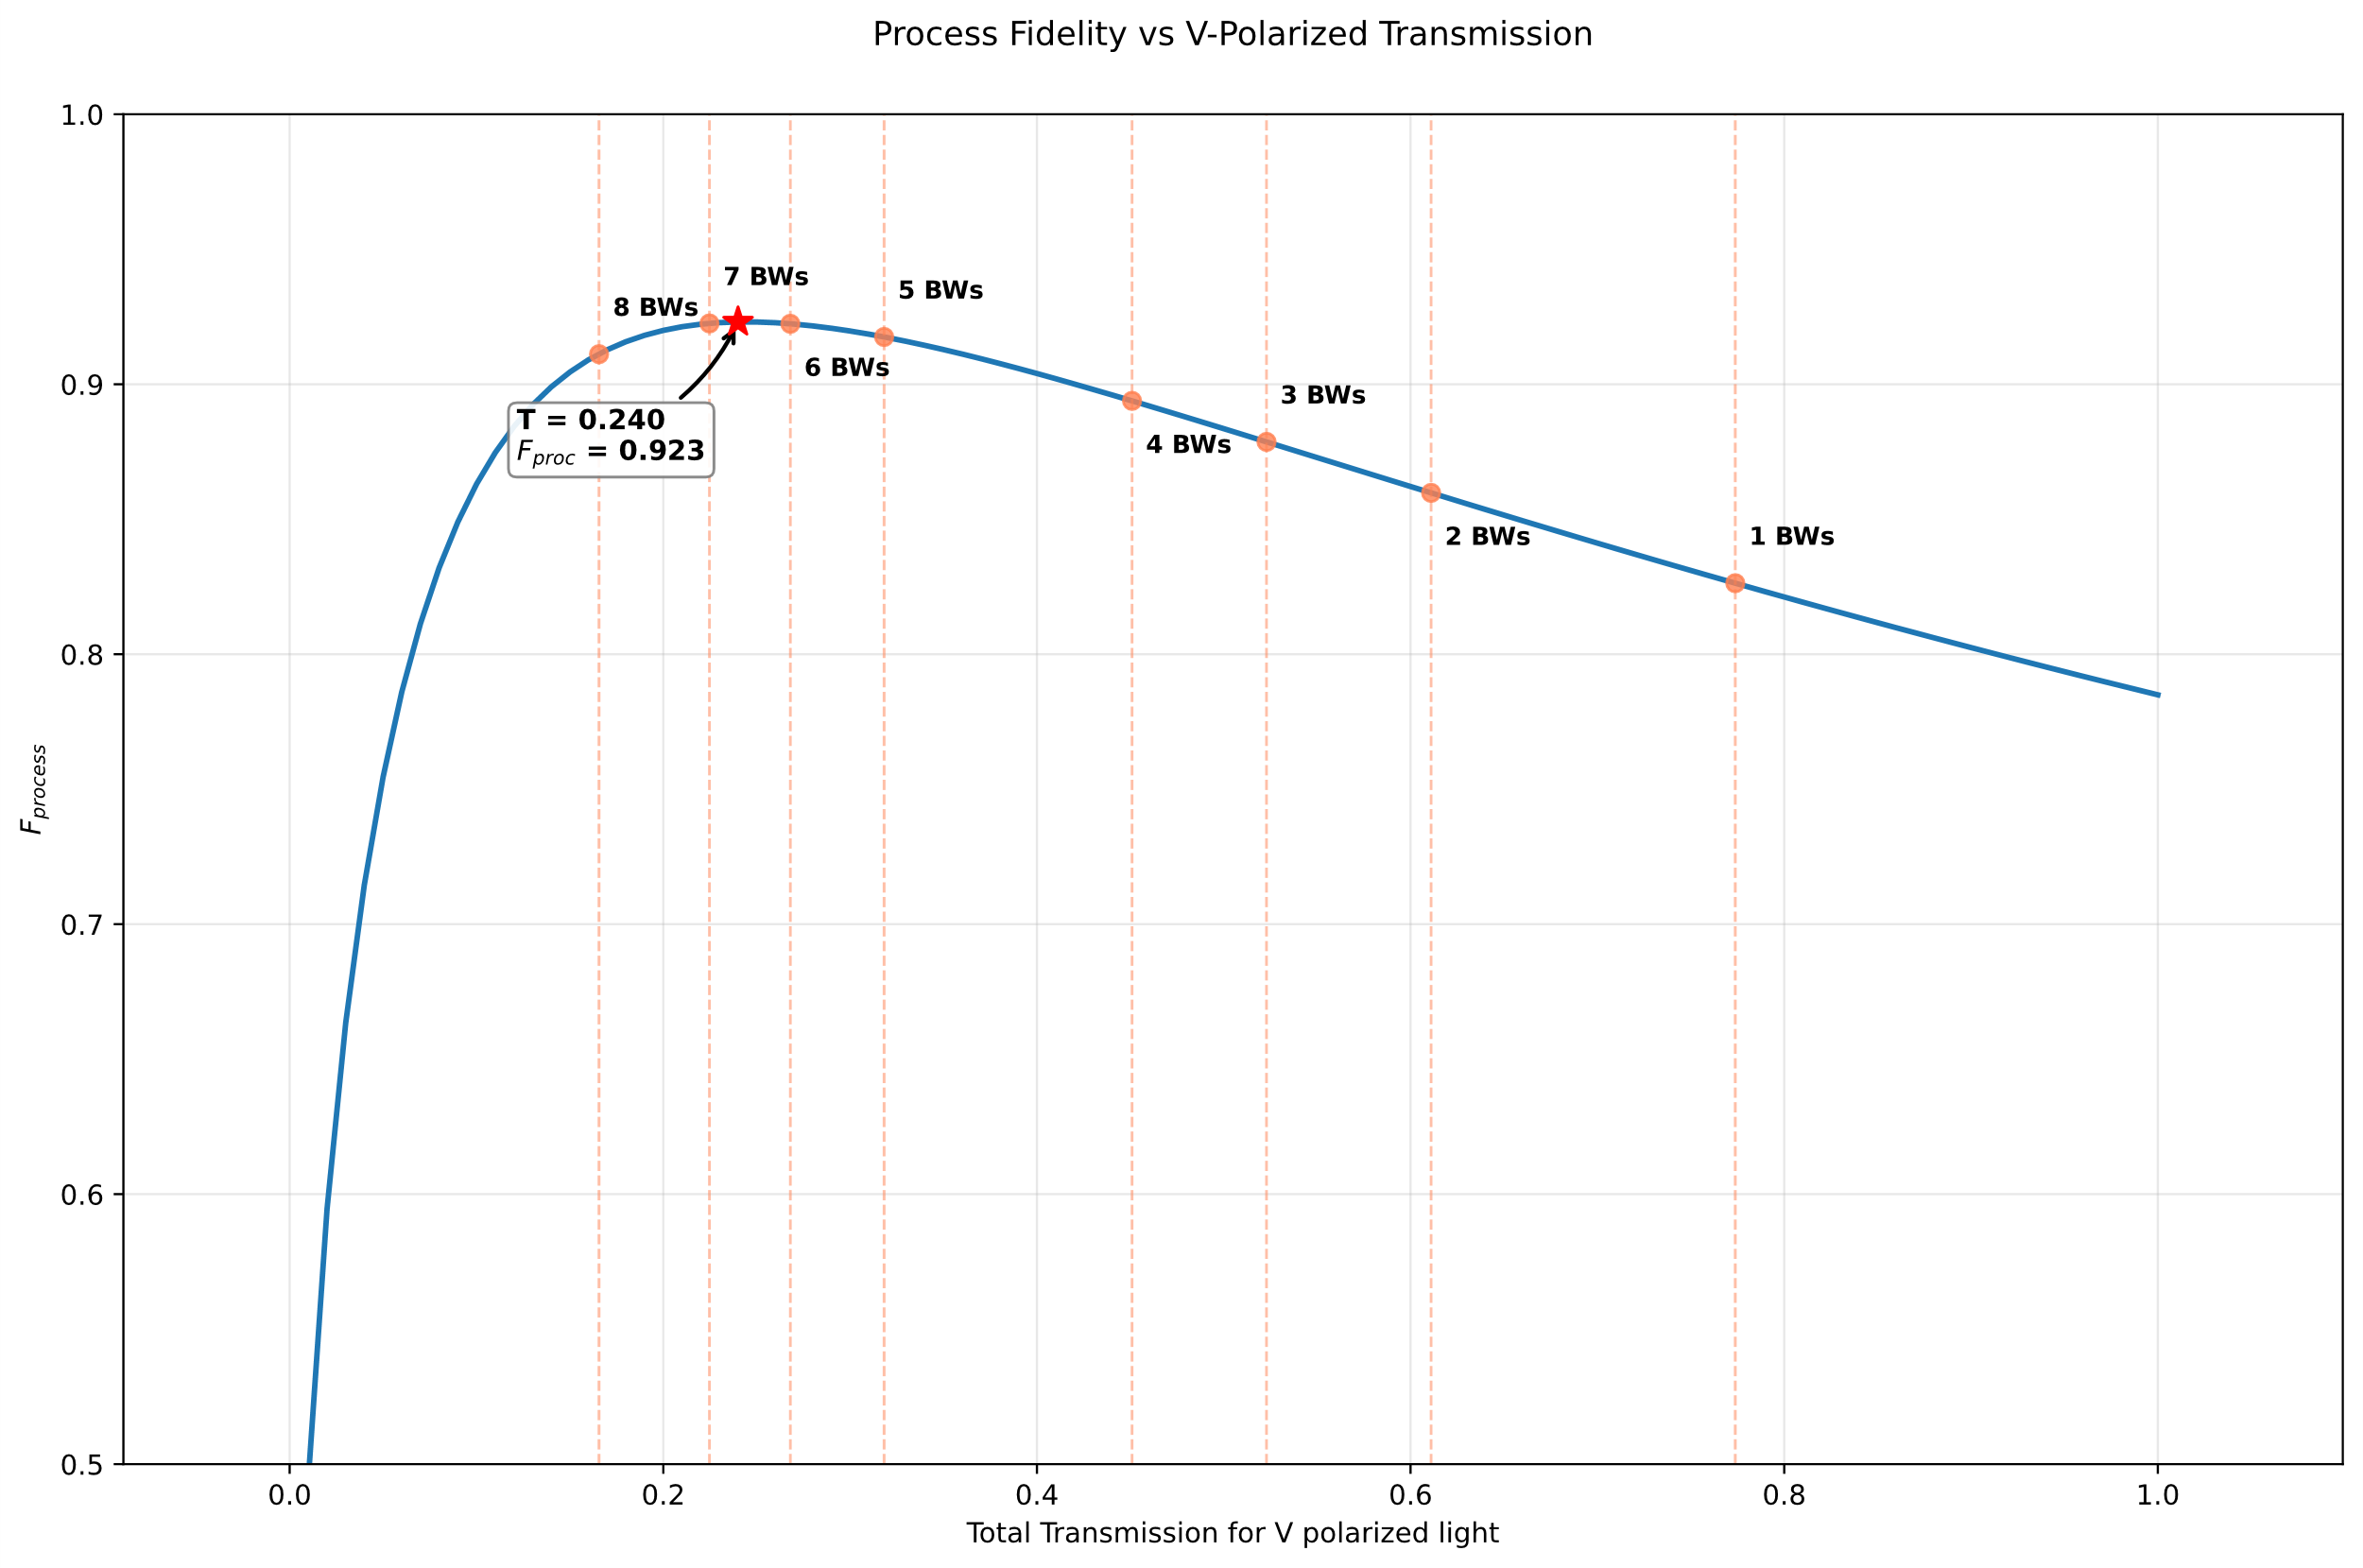 Process Fidelity vs V-Polarized Transmission
1.0
0.9
0.8
0.7
0.6
0.5
F_process
7 BWs
8 BWs
5 BWs
6 BWs
3 BWs
4 BWs
2 BWs
1 BWs
T = 0.240
F_proc = 0.923
0.0
0.2
0.4
0.6
0.8
1.0
Total Transmission for V polarized light